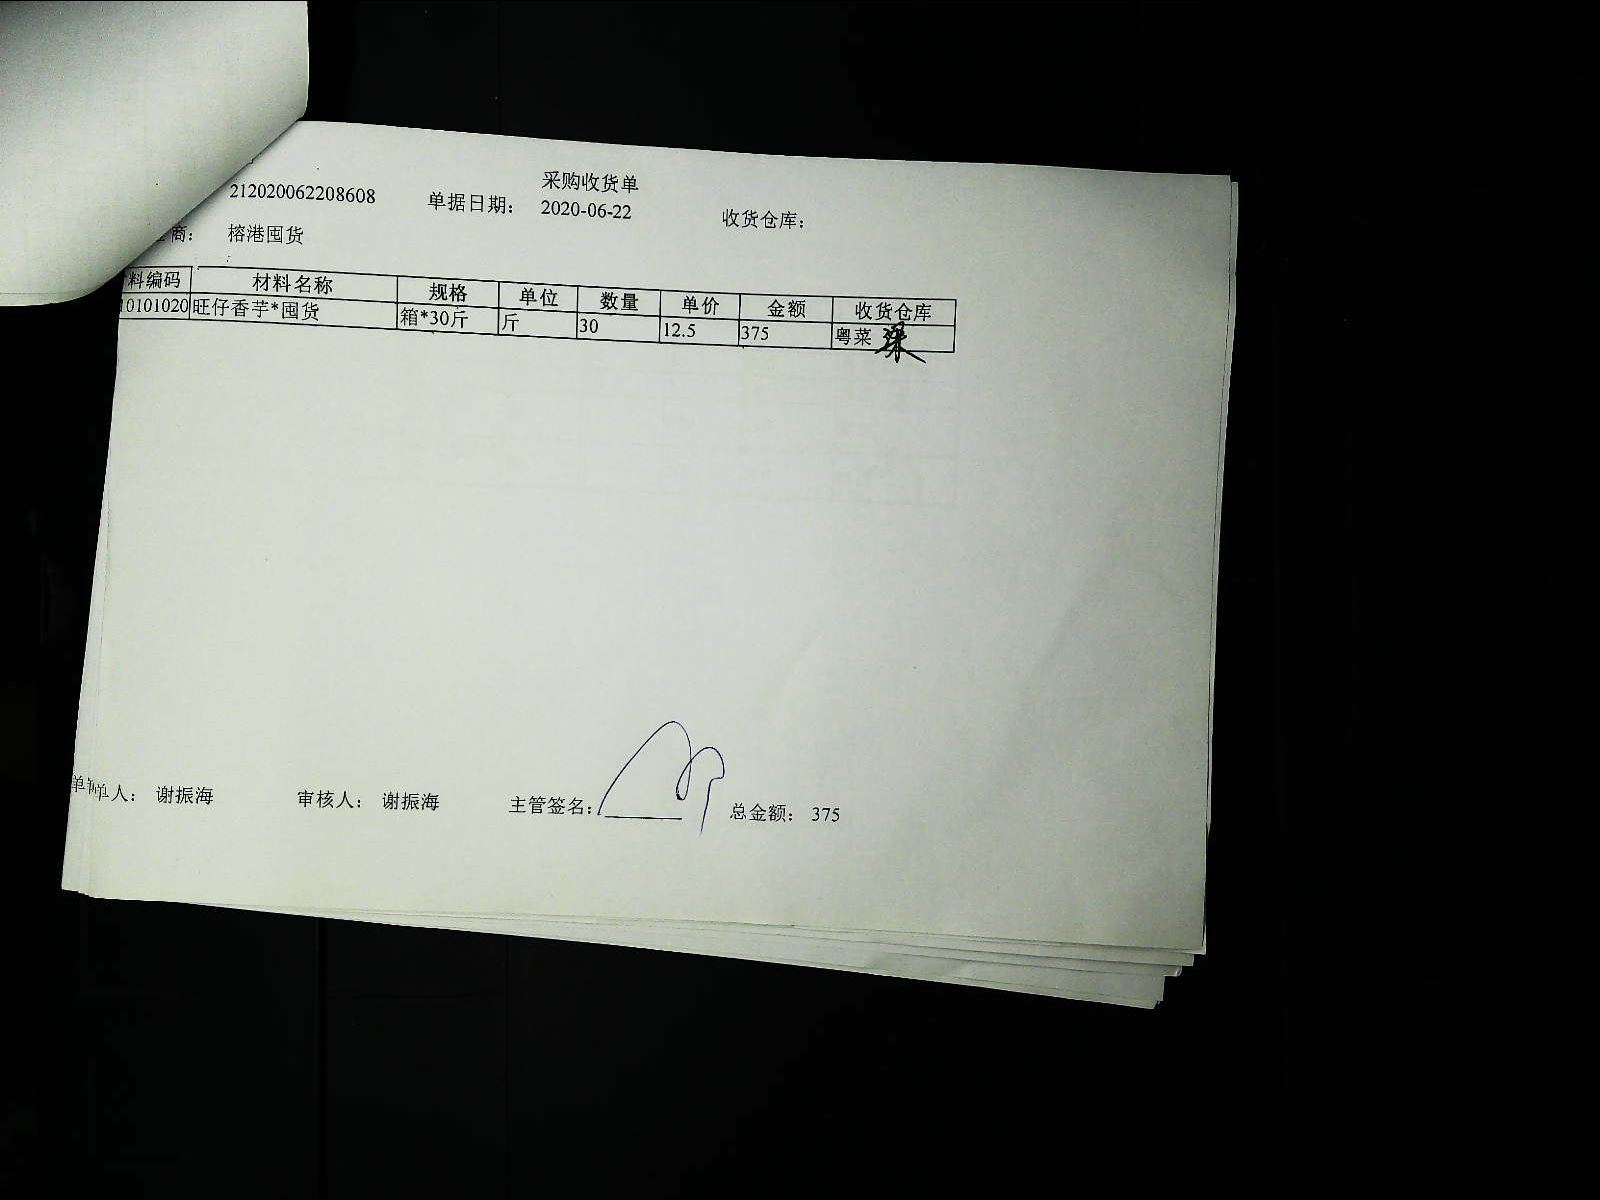 采购收货单
212020062208608 单据日期： 2020-06-22 收货仓库：
商： 榕港囤货
料编码 材料名称 规格 单位 数量 单价 金额 收货仓库
10101020 旺仔香芋*囤货 箱*30斤 斤 30 12.5 375 粤菜
单人： 谢振海 审核人： 谢振海 主管签名： 总金额： 375